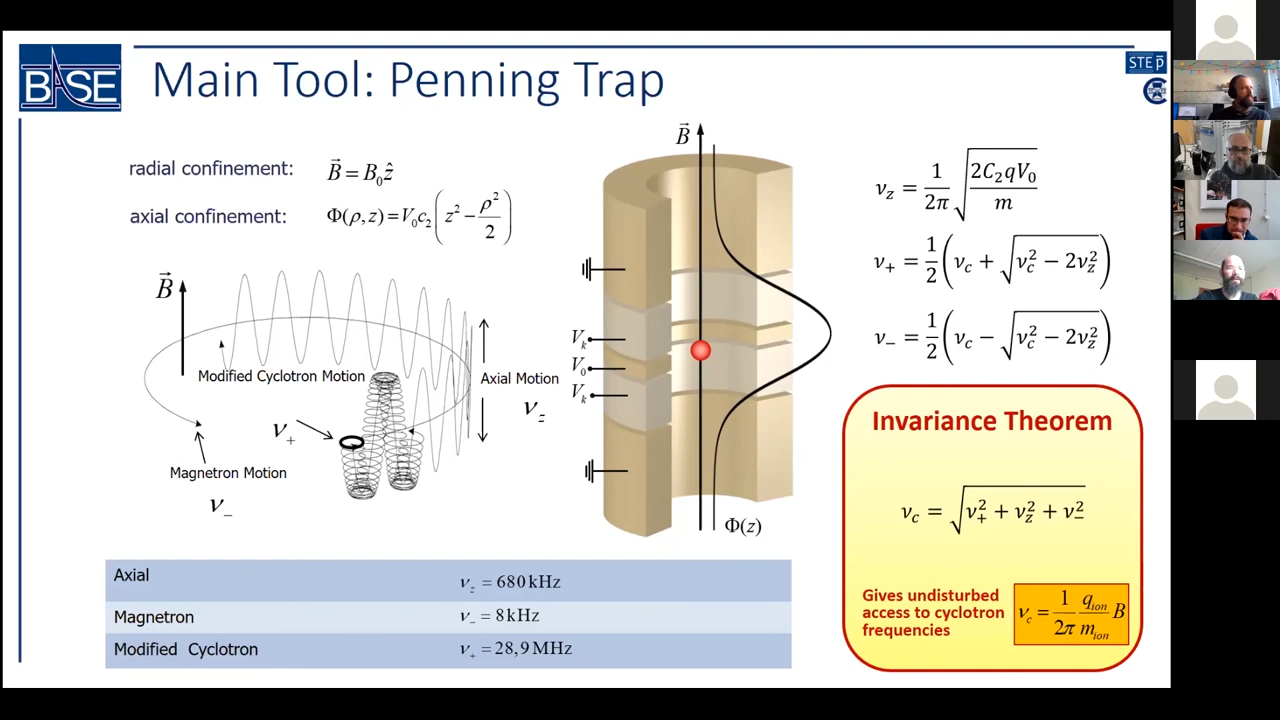 BASE
Main Tool: Penning Trap
STEp
radial confinement: B⃗ = B₀ẑ
axial confinement: Φ(ρ, z) = V₀c₂(z² − ρ²/2)
B⃗
Modified Cyclotron Motion
Axial Motion
ν_z
ν₊
Magnetron Motion
ν₋
B⃗
V_k
V₀
V_k
Φ(z)
ν_z = 1/2π √(2C₂qV₀/m)
ν₊ = 1/2 (ν_c + √(ν_c² − 2ν_z²))
ν₋ = 1/2 (ν_c − √(ν_c² − 2ν_z²))
Invariance Theorem
ν_c = √(ν₊² + ν_z² + ν₋²)
Gives undisturbed
access to cyclotron
frequencies
ν_c = 1/2π q_ion/m_ion B
Axial ν_z = 680 kHz
Magnetron ν₋ = 8 kHz
Modified Cyclotron ν₊ = 28,9 MHz